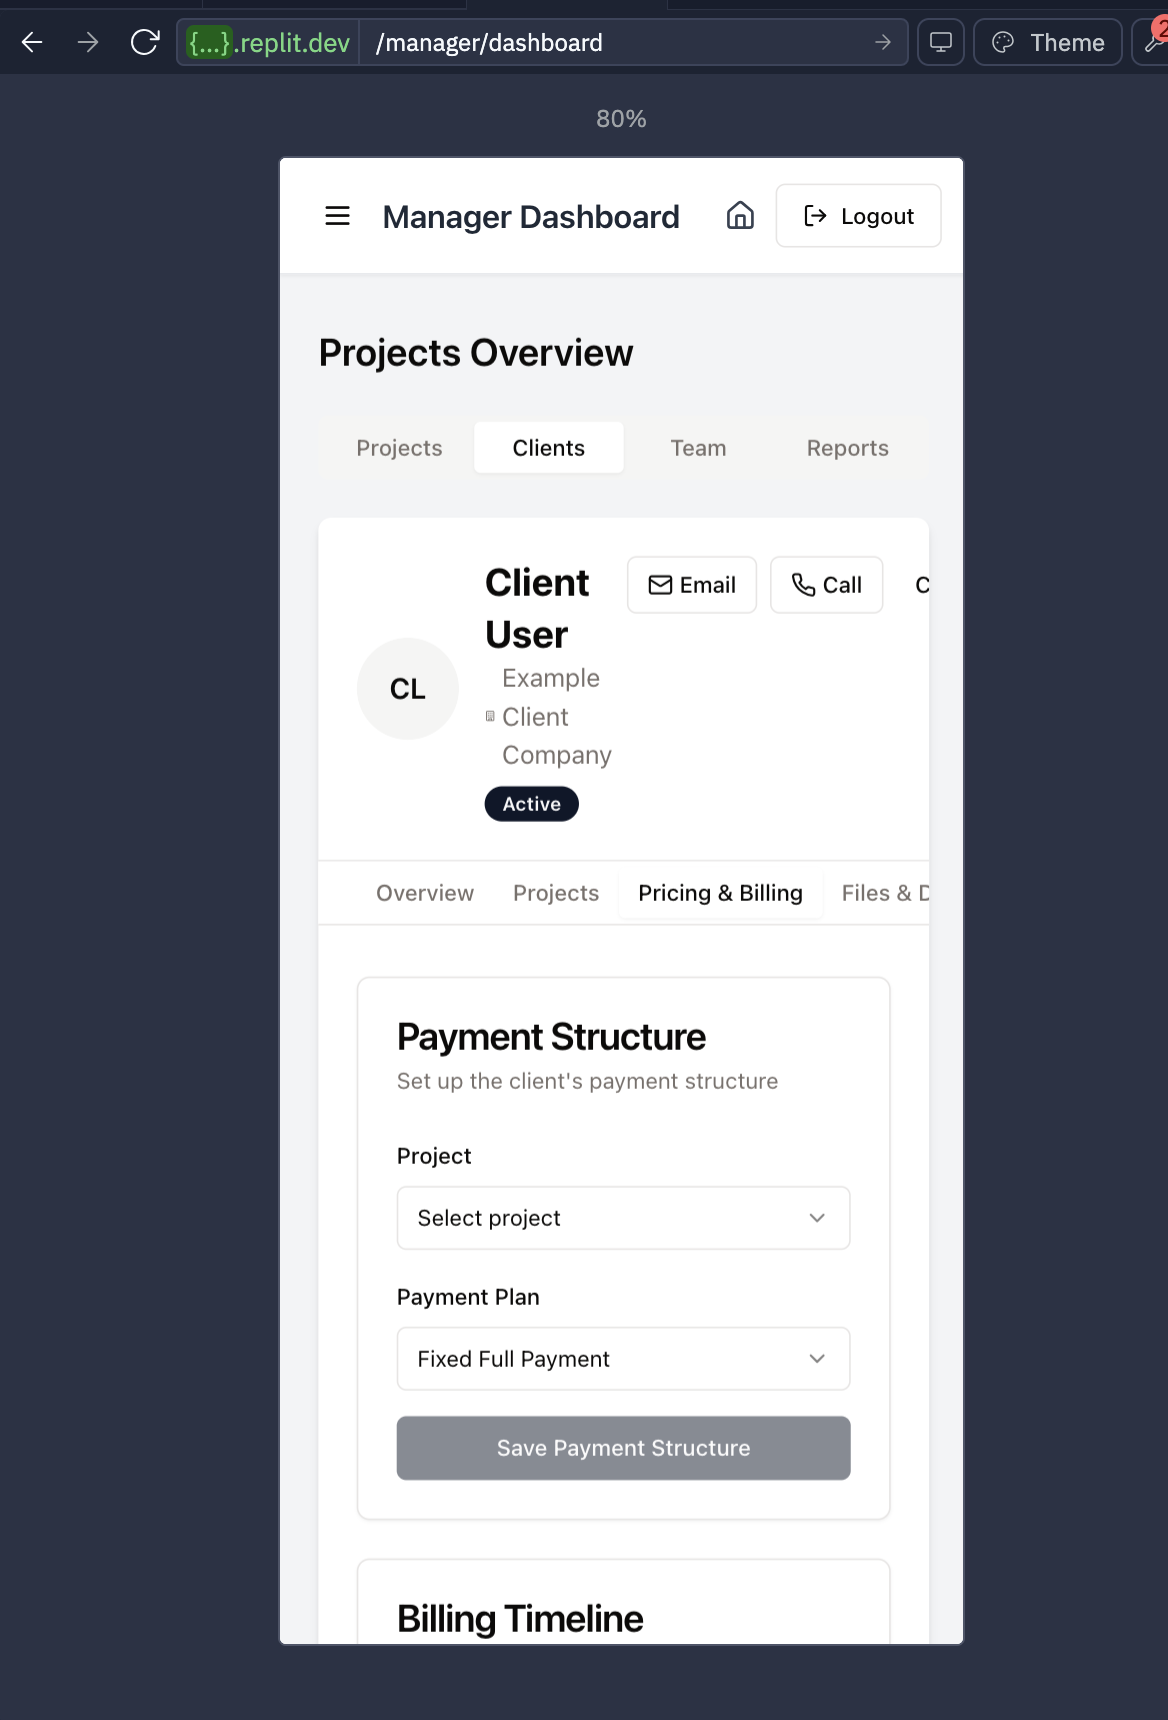 {...}.replit.dev /manager/dashboard Theme 2
80%
Manager Dashboard Logout
Projects Overview
Projects Clients Team Reports
Client
User
Email Call C
CL
Example
Client
Company
Active
Overview Projects Pricing & Billing Files & D
Payment Structure
Set up the client's payment structure
Project
Select project
Payment Plan
Fixed Full Payment
Save Payment Structure
Billing Timeline